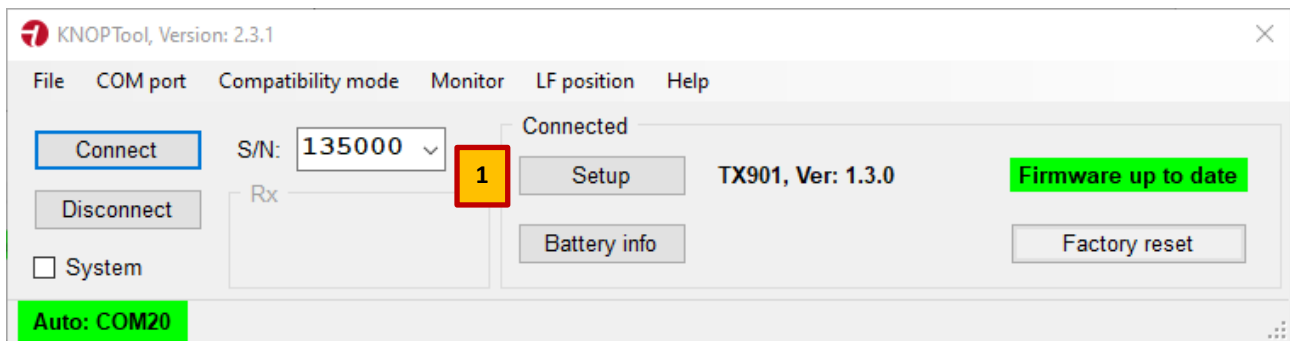 KNOPTool, Version: 2.3.1
File COM port Compatibility mode Monitor LF position Help
Connect S/N: 135000
Connected
1 Setup TX901, Ver: 1.3.0 Firmware up to date
Rx
Disconnect
Battery info Factory reset
System
Auto: COM20